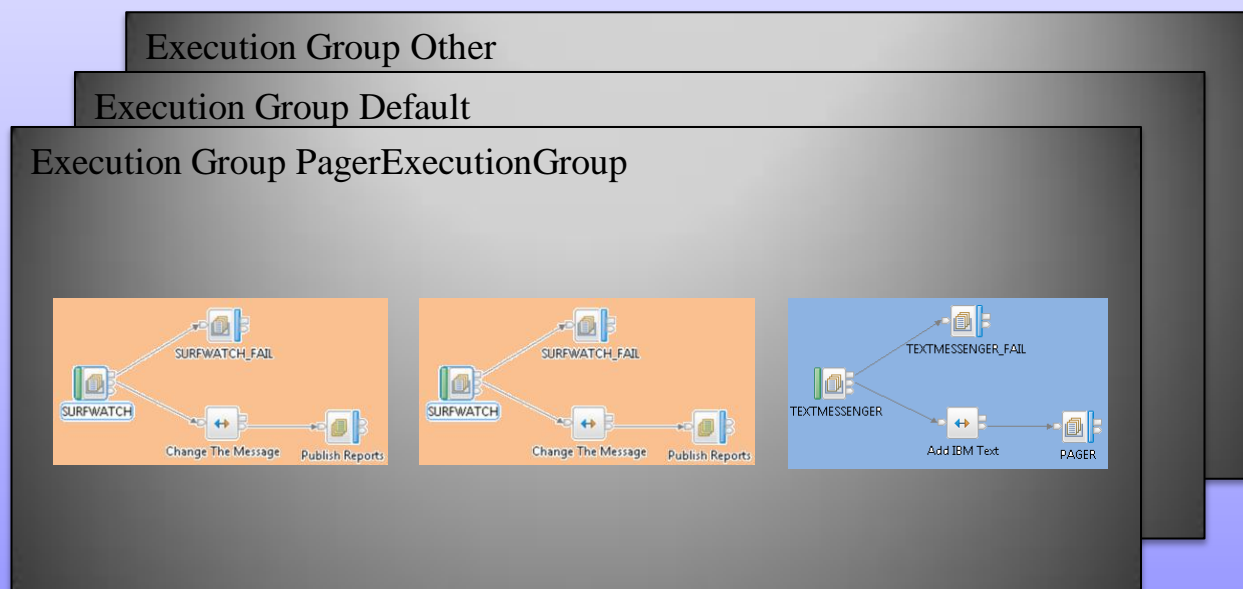 Execution Group Other
Execution Group Default
Execution Group PagerExecutionGroup
SURFWATCH_FAIL
SURFWATCH
Change The Message
Publish Reports
SURFWATCH_FAIL
SURFWATCH
Change The Message
Publish Reports
TEXTMESSENGER_FAIL
TEXTMESSENGER
Add IBM Text
PAGER